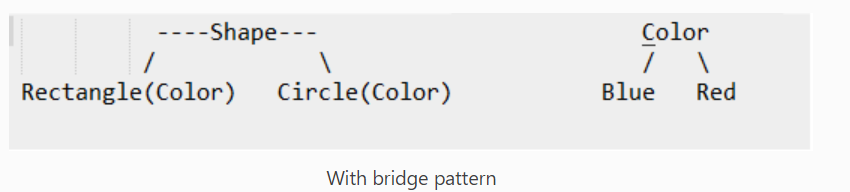 ----Shape---                        Color
/            \                        /   \
Rectangle(Color)   Circle(Color)           Blue   Red
With bridge pattern